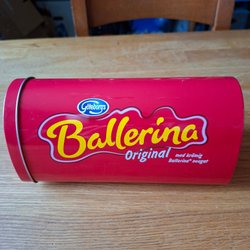 Göteborgs
Ballerina
Original
med krämig
Ballerina® nougat